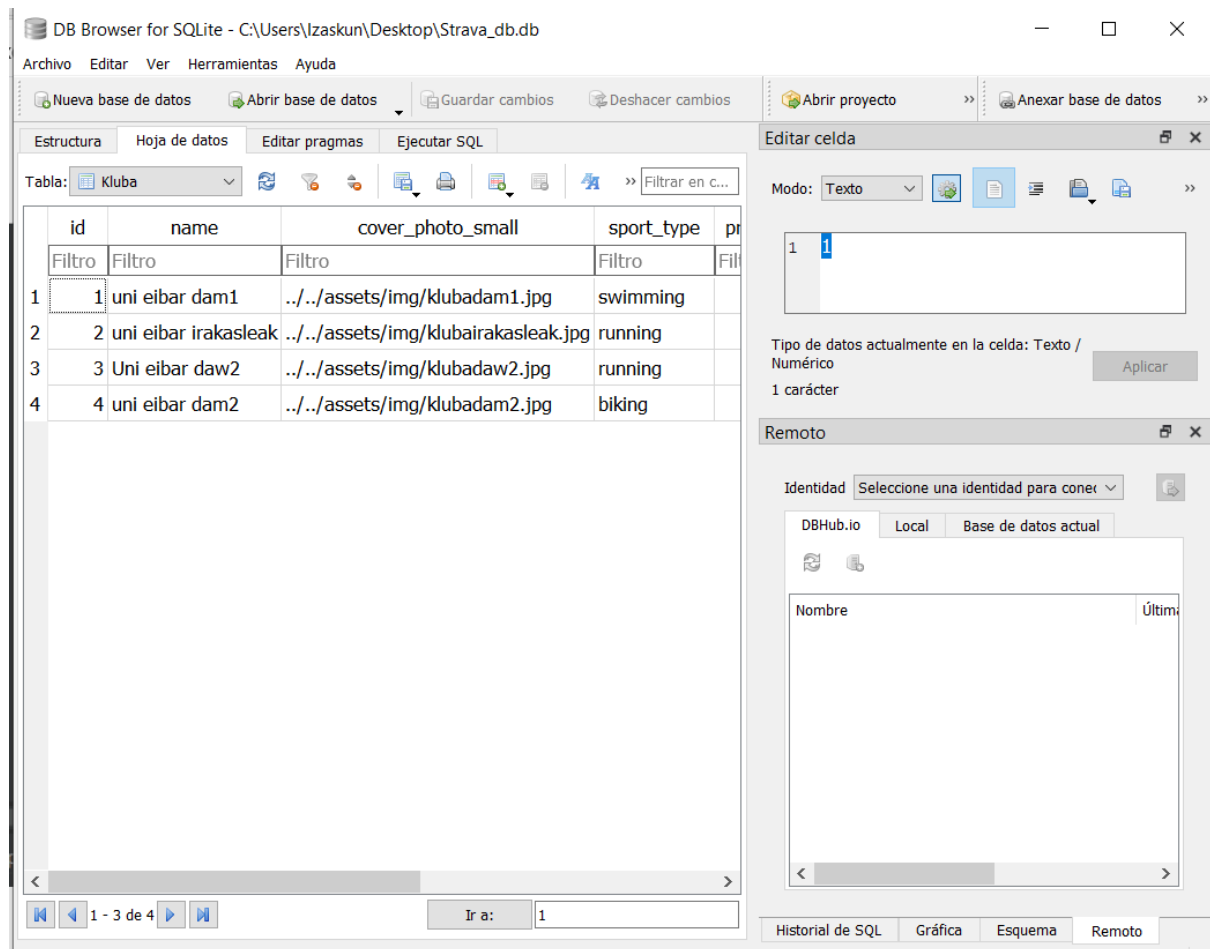 DB Browser for SQLite - C:\Users\Izaskun\Desktop\Strava_db.db
Archivo Editar Ver Herramientas Ayuda
Nueva base de datos Abrir base de datos Guardar cambios Deshacer cambios Abrir proyecto » Anexar base de datos »
Estructura Hoja de datos Editar pragmas Ejecutar SQL
Tabla: Kluba » Filtrar en c...
id name cover_photo_small sport_type pr
Filtro Filtro Filtro Filtro Filt
1 1 uni eibar dam1 ../../assets/img/klubadam1.jpg swimming
2 2 uni eibar irakasleak ../../assets/img/klubairakasleak.jpg running
3 3 Uni eibar daw2 ../../assets/img/klubadaw2.jpg running
4 4 uni eibar dam2 ../../assets/img/klubadam2.jpg biking
1 - 3 de 4 Ir a: 1
Editar celda
Modo: Texto »
1 1
Tipo de datos actualmente en la celda: Texto /
Numérico
1 carácter
Aplicar
Remoto
Identidad Seleccione una identidad para conec
DBHub.io Local Base de datos actual
Nombre Última
Historial de SQL Gráfica Esquema Remoto